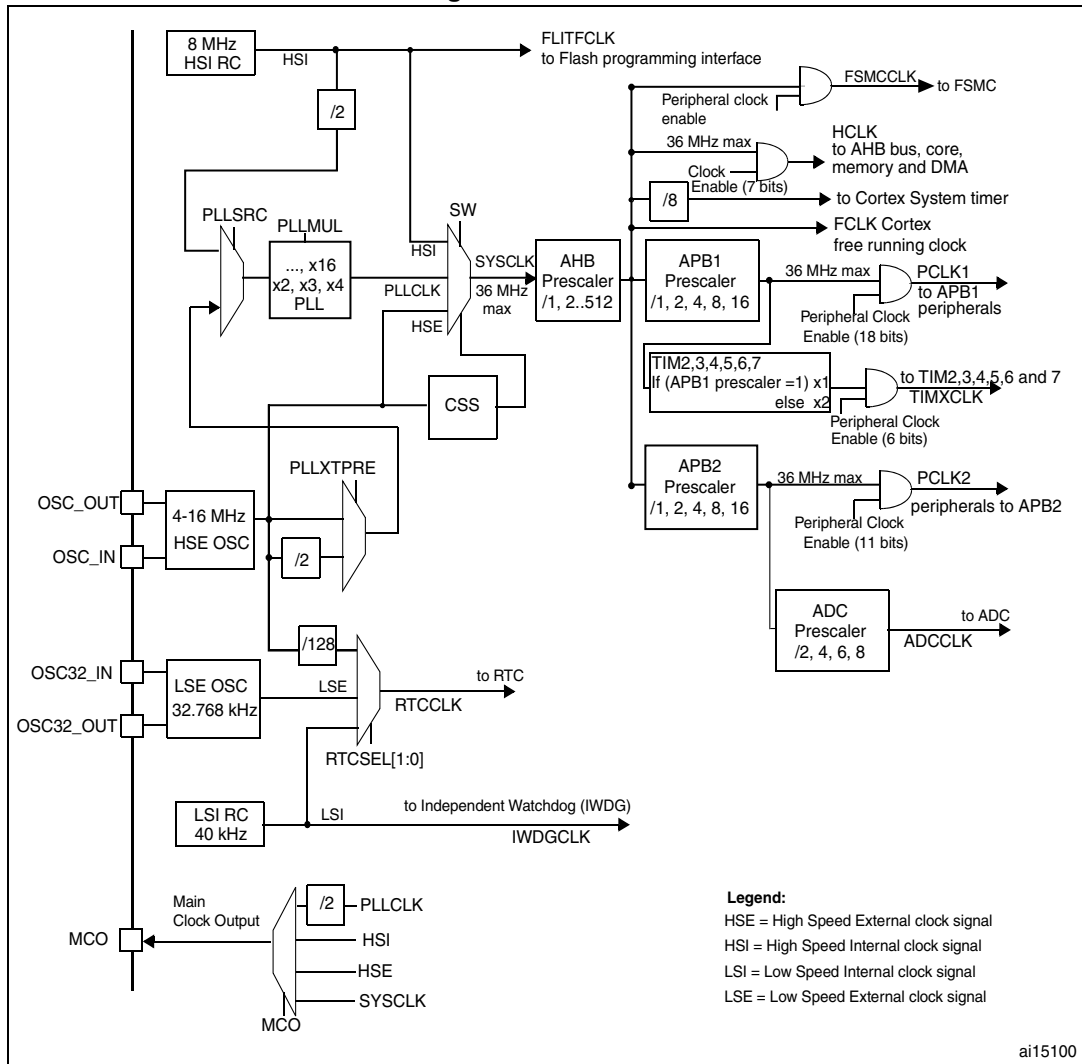 8 MHz
HSI RC
HSI
FLITFCLK
to Flash programming interface
/2
FSMCCLK
to FSMC
Peripheral clock
enable
36 MHz max
HCLK
to AHB bus, core,
memory and DMA
Clock
Enable (7 bits)
/8
to Cortex System timer
FCLK Cortex
free running clock
PLLSRC
PLLMUL
..., x16
x2, x3, x4
PLL
SW
HSI
PLLCLK
HSE
SYSCLK
36 MHz
max
AHB
Prescaler
/1, 2..512
APB1
Prescaler
/1, 2, 4, 8, 16
36 MHz max
PCLK1
to APB1
peripherals
Peripheral Clock
Enable (18 bits)
TIM2,3,4,5,6,7
If (APB1 prescaler =1) x1
else x2
to TIM2,3,4,5,6 and 7
TIMXCLK
Peripheral Clock
Enable (6 bits)
CSS
PLLXTPRE
OSC_OUT
4-16 MHz
HSE OSC
OSC_IN
/2
APB2
Prescaler
/1, 2, 4, 8, 16
36 MHz max
PCLK2
peripherals to APB2
Peripheral Clock
Enable (11 bits)
ADC
Prescaler
/2, 4, 6, 8
to ADC
ADCCLK
/128
OSC32_IN
LSE OSC
32.768 kHz
OSC32_OUT
LSE
to RTC
RTCCLK
RTCSEL[1:0]
LSI RC
40 kHz
LSI
to Independent Watchdog (IWDG)
IWDGCLK
Main
Clock Output
MCO
/2
PLLCLK
HSI
HSE
SYSCLK
MCO
Legend:
HSE = High Speed External clock signal
HSI = High Speed Internal clock signal
LSI = Low Speed Internal clock signal
LSE = Low Speed External clock signal
ai15100